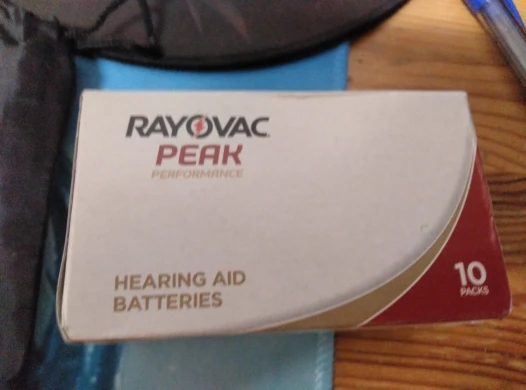 RAYOVAC
PEAK
PERFORMANCE
HEARING AID
BATTERIES
10
PACKS